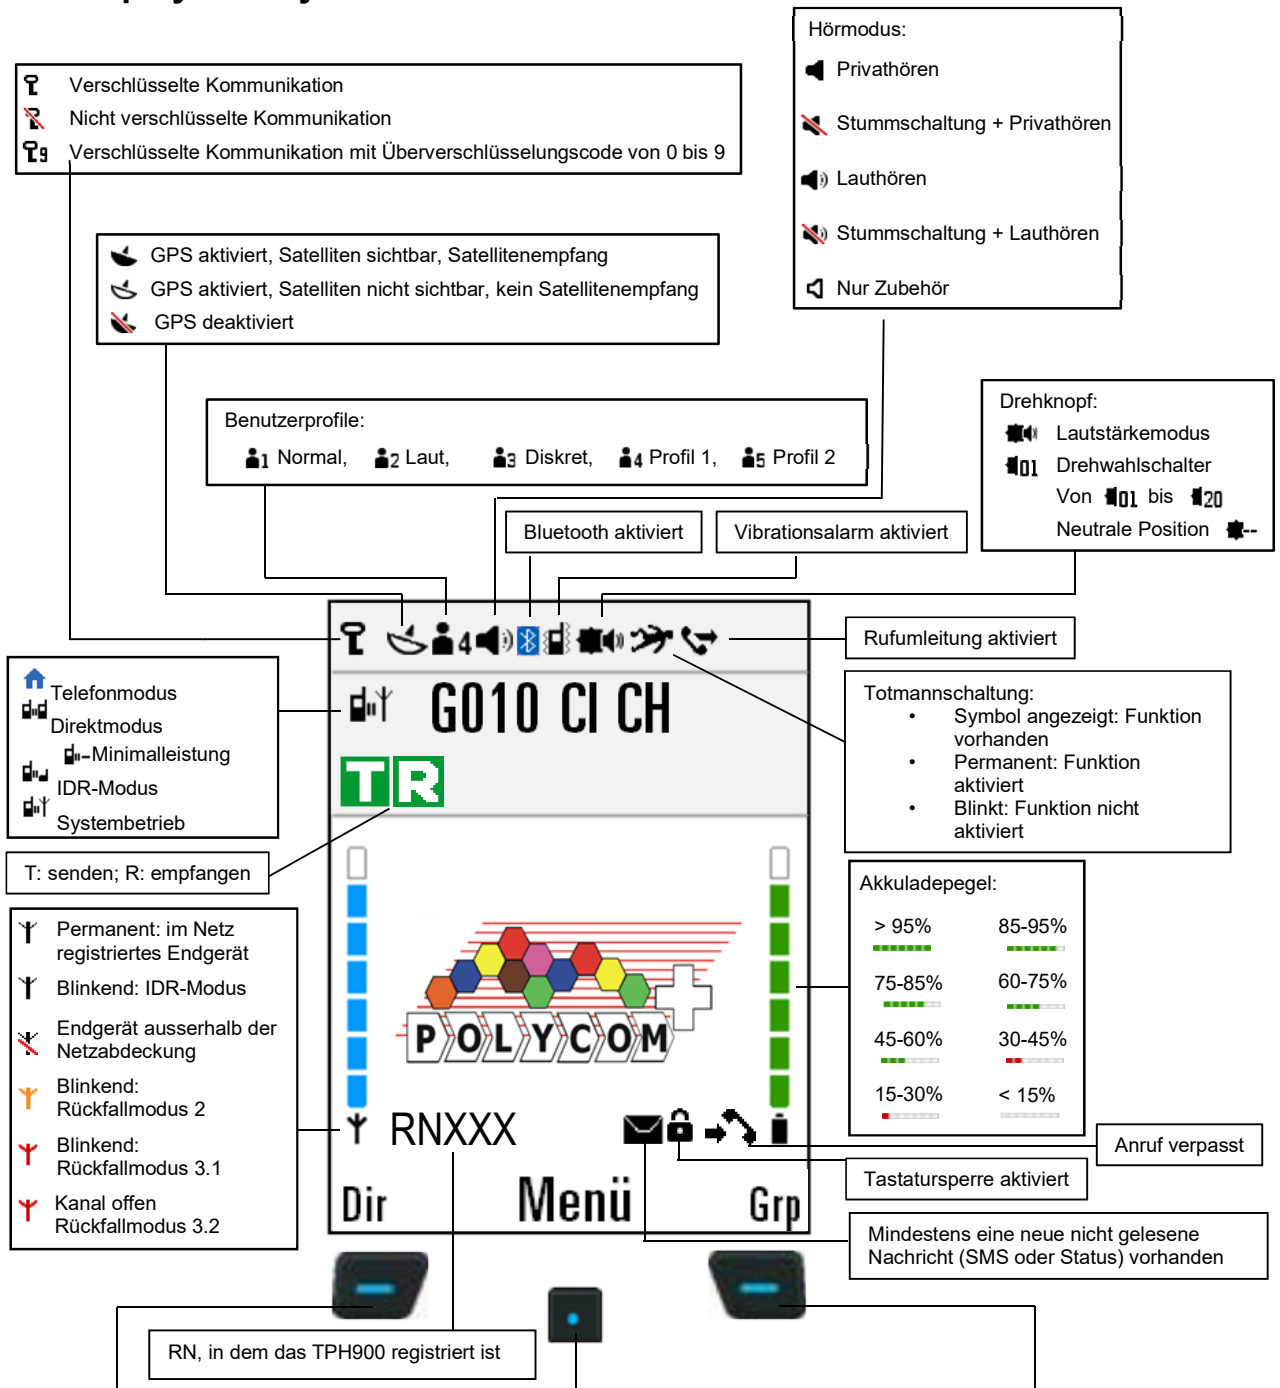 Hörmodus:
Privathören
Stummschaltung + Privathören
Lauthören
Stummschaltung + Lauthören
Nur Zubehör
Verschlüsselte Kommunikation
Nicht verschlüsselte Kommunikation
9 Verschlüsselte Kommunikation mit Überverschlüsselungscode von 0 bis 9
GPS aktiviert, Satelliten sichtbar, Satellitenempfang
GPS aktiviert, Satelliten nicht sichtbar, kein Satellitenempfang
GPS deaktiviert
Benutzerprofile:
1 Normal, 2 Laut, 3 Diskret, 4 Profil 1, 5 Profil 2
Drehknopf:
Lautstärkemodus
01 Drehwahlschalter
Von 01 bis 20
Neutrale Position --
Bluetooth aktiviert
Vibrationsalarm aktiviert
4
Rufumleitung aktiviert
Telefonmodus
Direktmodus
Minimalleistung
IDR-Modus
Systembetrieb
G010 CI CH
TR
Totmannschaltung:
• Symbol angezeigt: Funktion
vorhanden
• Permanent: Funktion
aktiviert
• Blinkt: Funktion nicht
aktiviert
T: senden; R: empfangen
Akkuladepegel:
> 95% 85-95%
75-85% 60-75%
45-60% 30-45%
15-30% < 15%
Permanent: im Netz
registriertes Endgerät
Blinkend: IDR-Modus
Endgerät ausserhalb der
Netzabdeckung
Blinkend:
Rückfallmodus 2
Blinkend:
Rückfallmodus 3.1
Kanal offen
Rückfallmodus 3.2
POLYCOM
RNXXX
Dir Menü Grp
Anruf verpasst
Tastatursperre aktiviert
Mindestens eine neue nicht gelesene
Nachricht (SMS oder Status) vorhanden
RN, in dem das TPH900 registriert ist